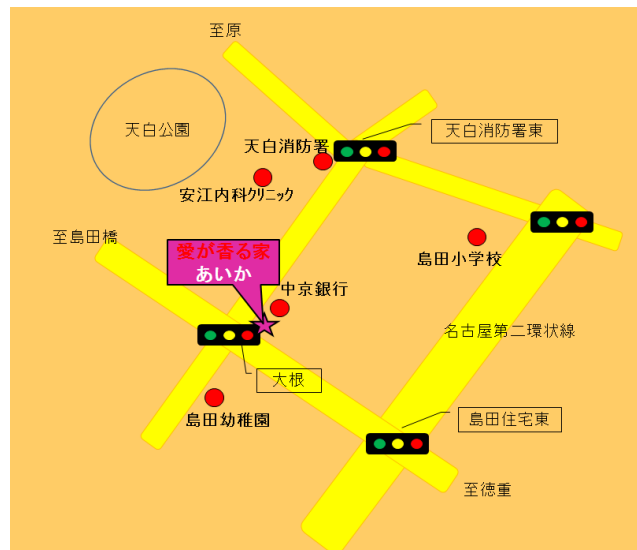 至原
天白公園
天白消防署東
天白消防署
安江内科クリニック
至島田橋
愛が香る家
あいか
島田小学校
中京銀行
名古屋第二環状線
大根
島田幼稚園
島田住宅東
至徳重